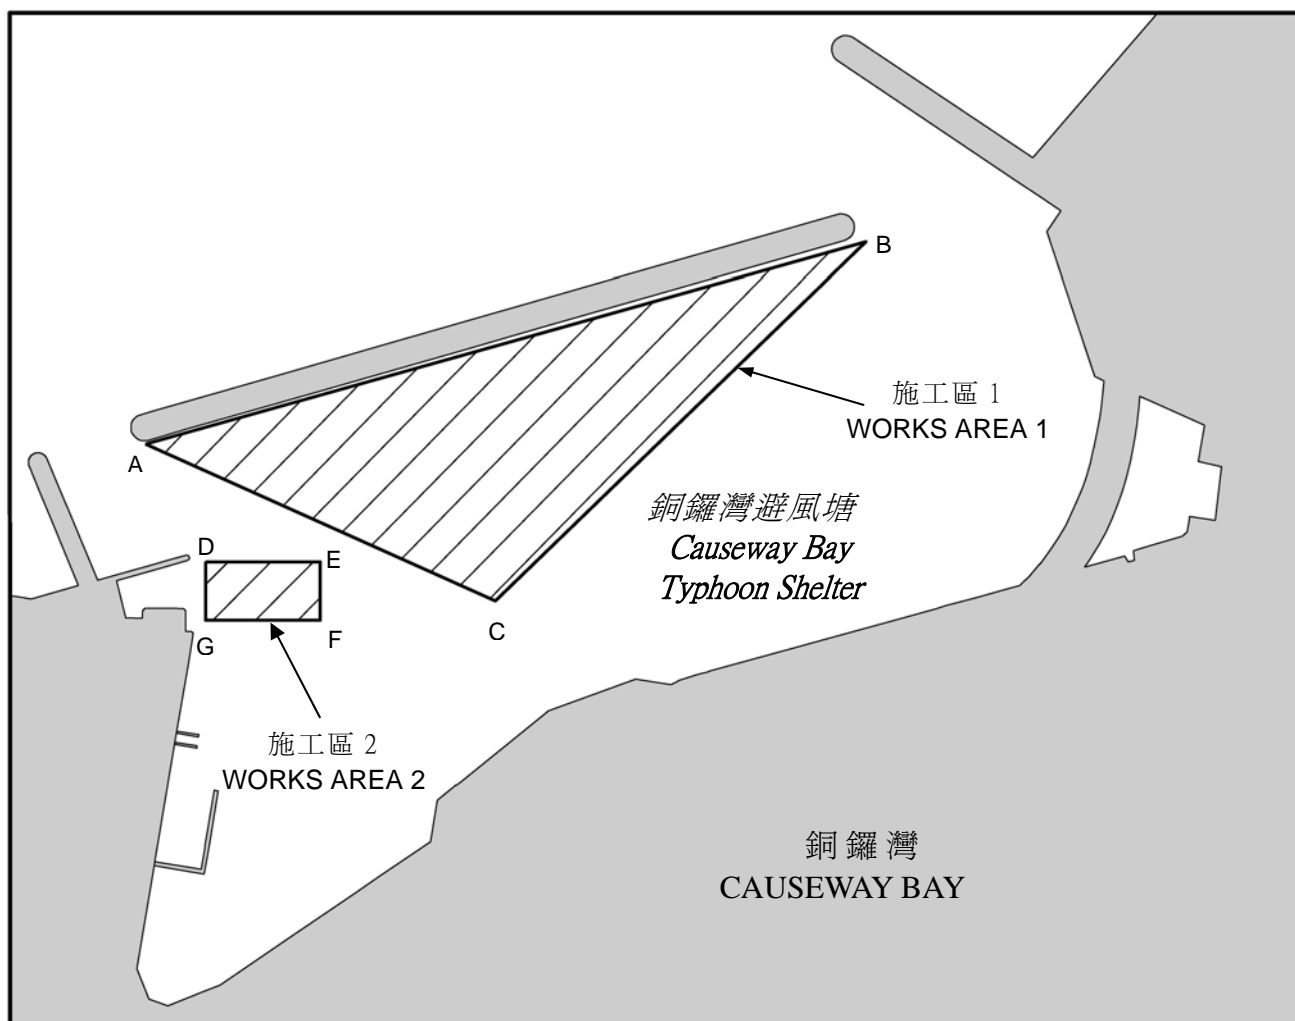 B
施工區 1
WORKS AREA 1
A
銅鑼灣避風塘
Causeway Bay
Typhoon Shelter
D
E
C
G
F
施工區 2
WORKS AREA 2
銅鑼灣
CAUSEWAY BAY